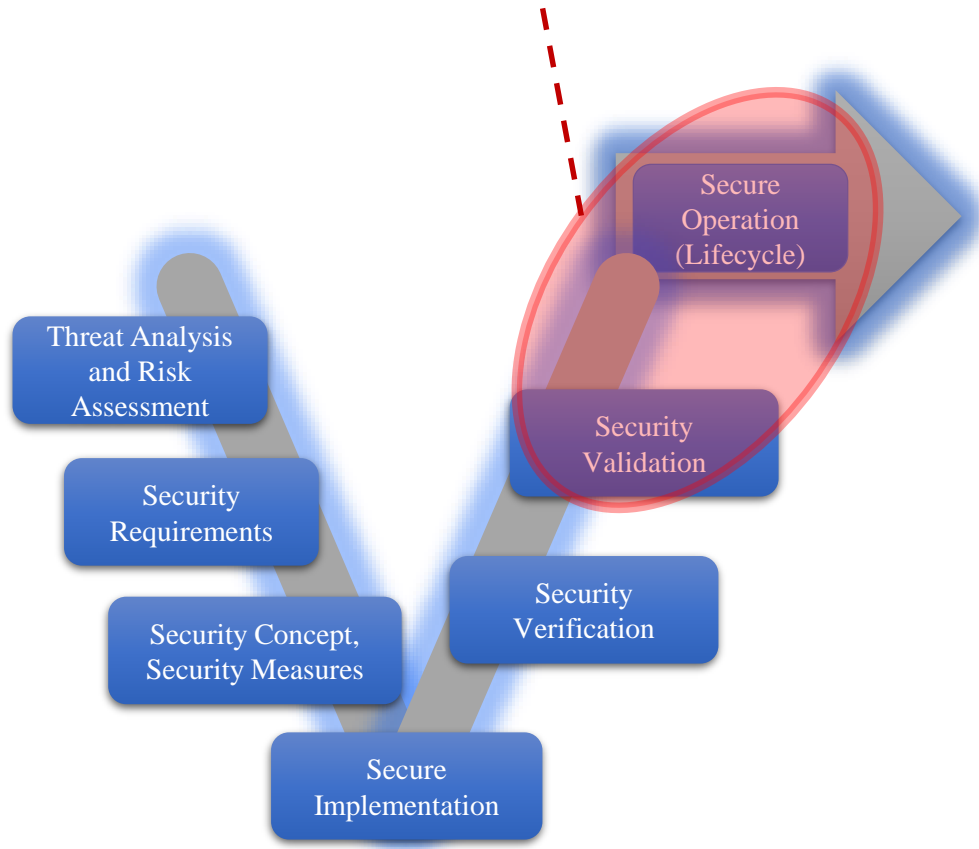 Threat Analysis
and Risk
Assessment
Security
Requirements
Security Concept,
Security Measures
Secure
Implementation
Security
Verification
Security
Validation
Secure
Operation
(Lifecycle)